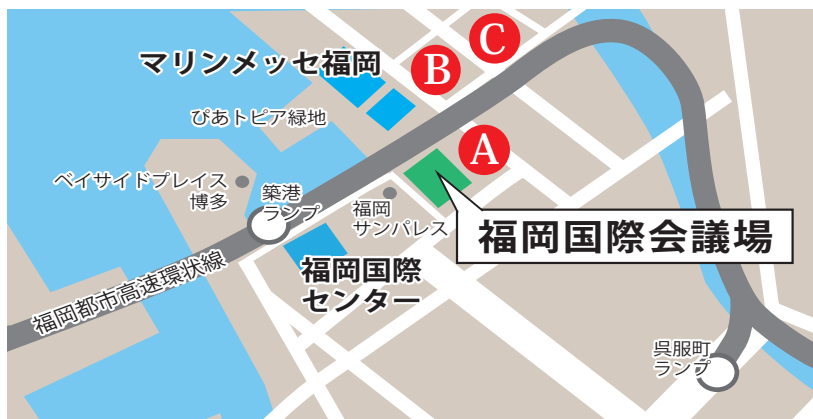 マリンメッセ福岡
B
C
ぴあトピア緑地
A
ベイサイドプレイス
博多
築港
ランプ
福岡
サンパレス
福岡国際会議場
福岡国際
センター
福岡都市高速環状線
呉服町
ランプ